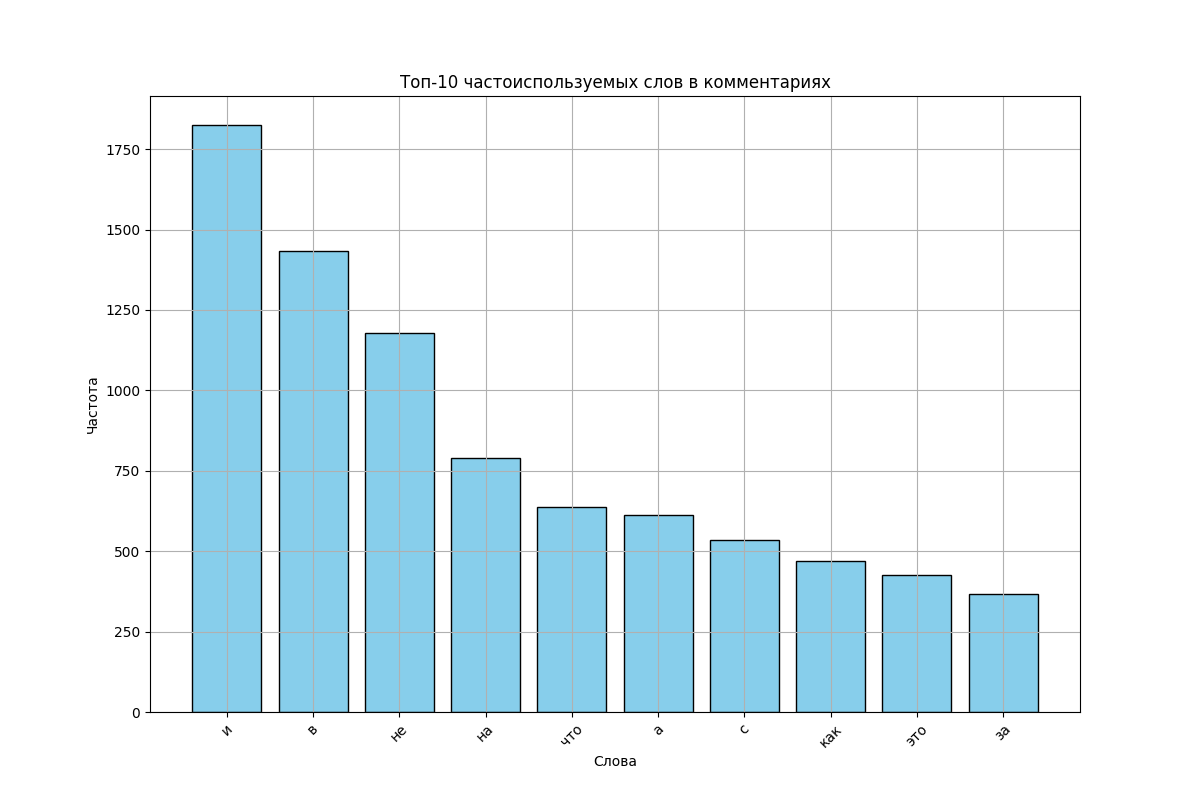 Топ-10 частоиспользуемых слов в комментариях
1750
1500
1250
1000
750
500
250
0
Частота
и
в
не
на
что
а
с
как
это
за
Слова